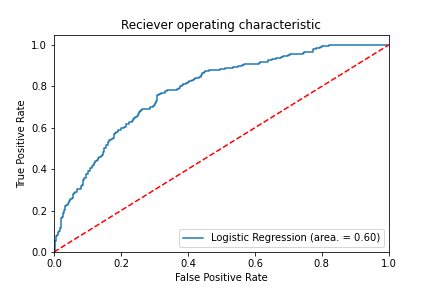 Reciever operating characteristic
True Positive Rate
1.0
0.8
0.6
0.4
0.2
0.0
Logistic Regression (area. = 0.60)
0.0 0.2 0.4 0.6 0.8 1.0
False Positive Rate